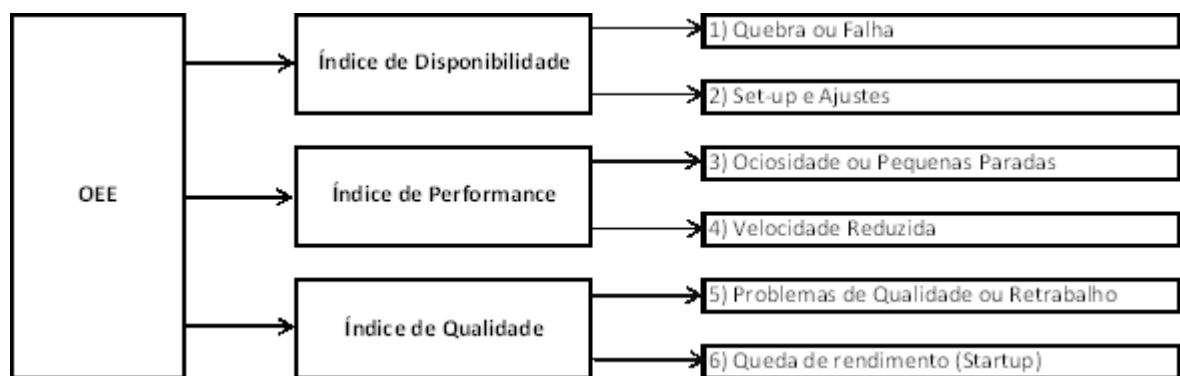 OEE
Índice de Disponibilidade
1) Quebra ou Falha
2) Set-up e Ajustes
Índice de Performance
3) Ociosidade ou Pequenas Paradas
4) Velocidade Reduzida
Índice de Qualidade
5) Problemas de Qualidade ou Retrabalho
6) Queda de rendimento (Startup)